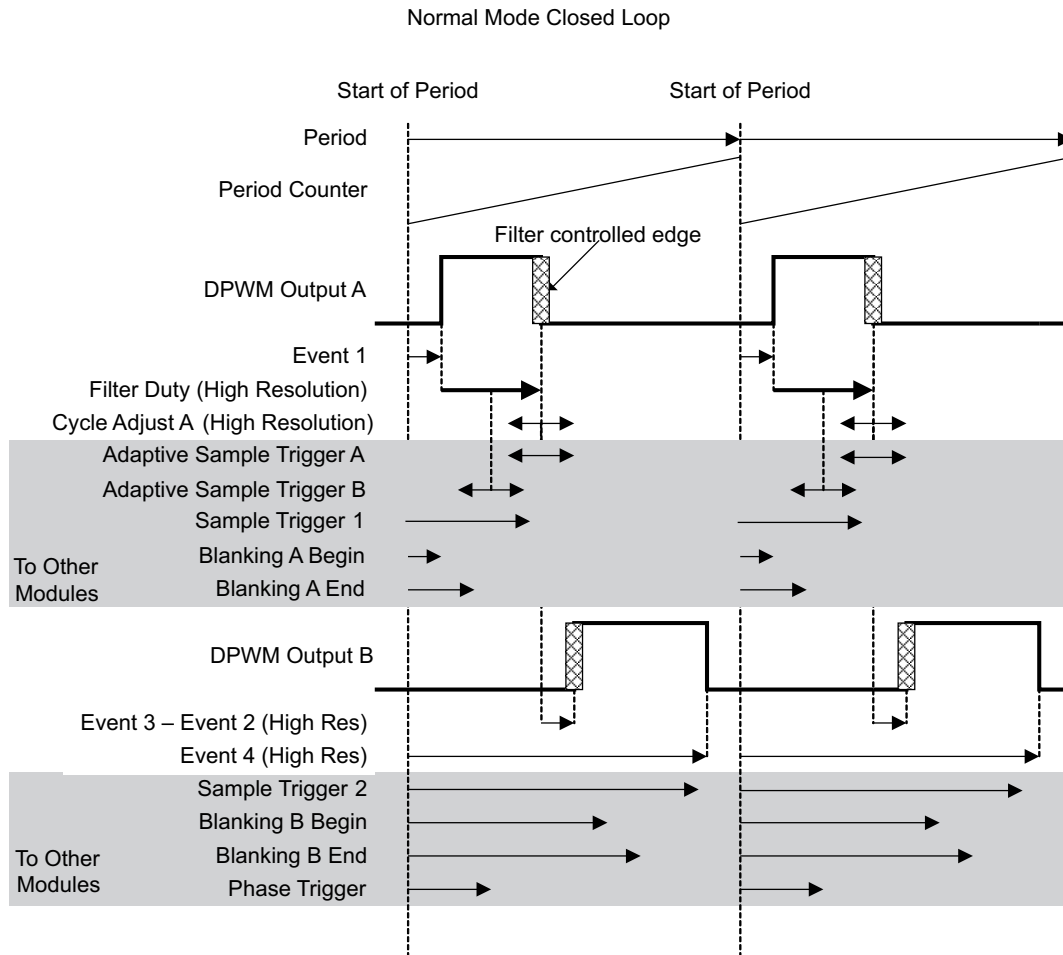 Normal Mode Closed Loop
Start of Period
Start of Period
Period
Period Counter
Filter controlled edge
DPWM Output A
Event 1
Filter Duty (High Resolution)
Cycle Adjust A (High Resolution)
Adaptive Sample Trigger A
Adaptive Sample Trigger B
Sample Trigger 1
Blanking A Begin
To Other
Modules
Blanking A End
DPWM Output B
Event 3 – Event 2 (High Res)
Event 4 (High Res)
Sample Trigger 2
Blanking B Begin
Blanking B End
To Other
Modules
Phase Trigger